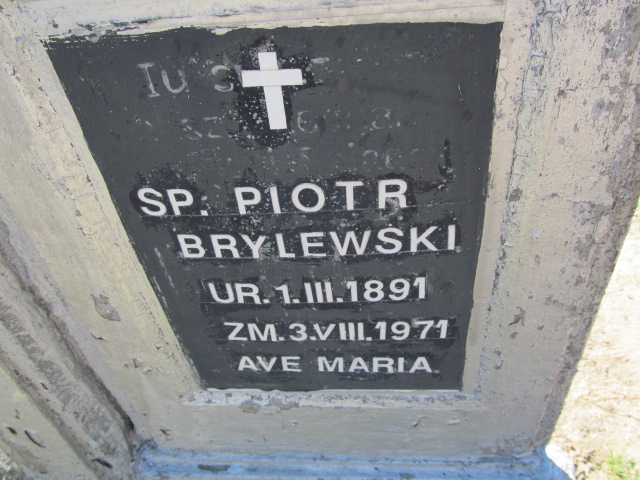 SP. PIOTR
BRYLEWSKI
UR. 1.III.1891
ZM. 3.VIII.1971
AVE MARIA